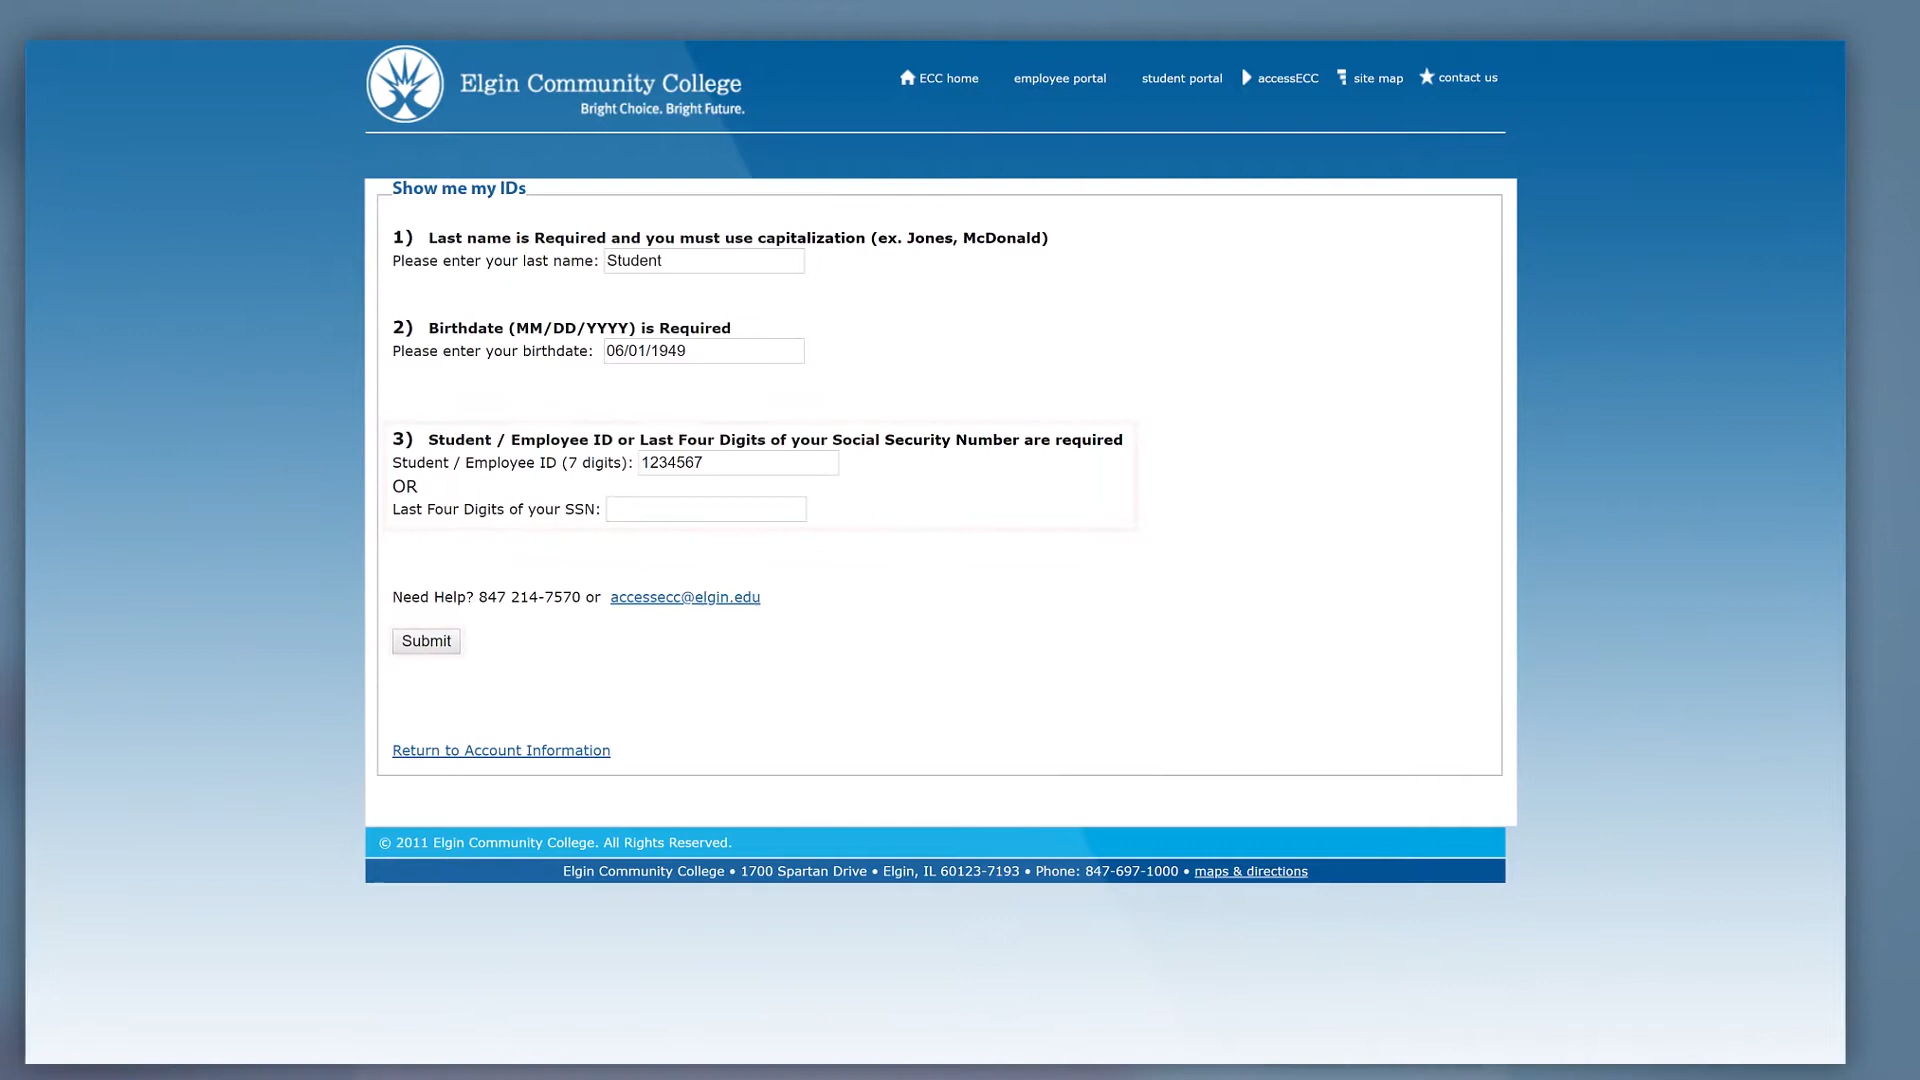 Elgin Community College
Bright Choice. Bright Future.
ECC home employee portal student portal accessECC site map contact us
Show me my IDs
1) Last name is Required and you must use capitalization (ex. Jones, McDonald)
Please enter your last name: Student
2) Birthdate (MM/DD/YYYY) is Required
Please enter your birthdate: 06/01/1949
3) Student / Employee ID or Last Four Digits of your Social Security Number are required
Student / Employee ID (7 digits): 1234567
OR
Last Four Digits of your SSN:
Need Help? 847 214-7570 or accessecc@elgin.edu
Submit
Return to Account Information
© 2011 Elgin Community College. All Rights Reserved.
Elgin Community College • 1700 Spartan Drive • Elgin, IL 60123-7193 • Phone: 847-697-1000 • maps & directions